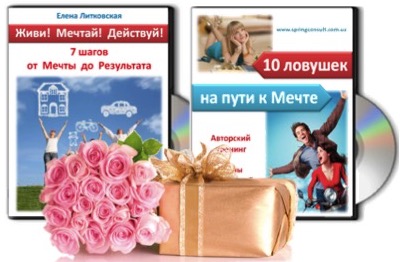 Елена Литковская
Живи! Мечтай! Действуй!
7 шагов
от Мечты до Результата
www.springconsult.com.ua
10 ловушек
на пути к Мечте
Авторский